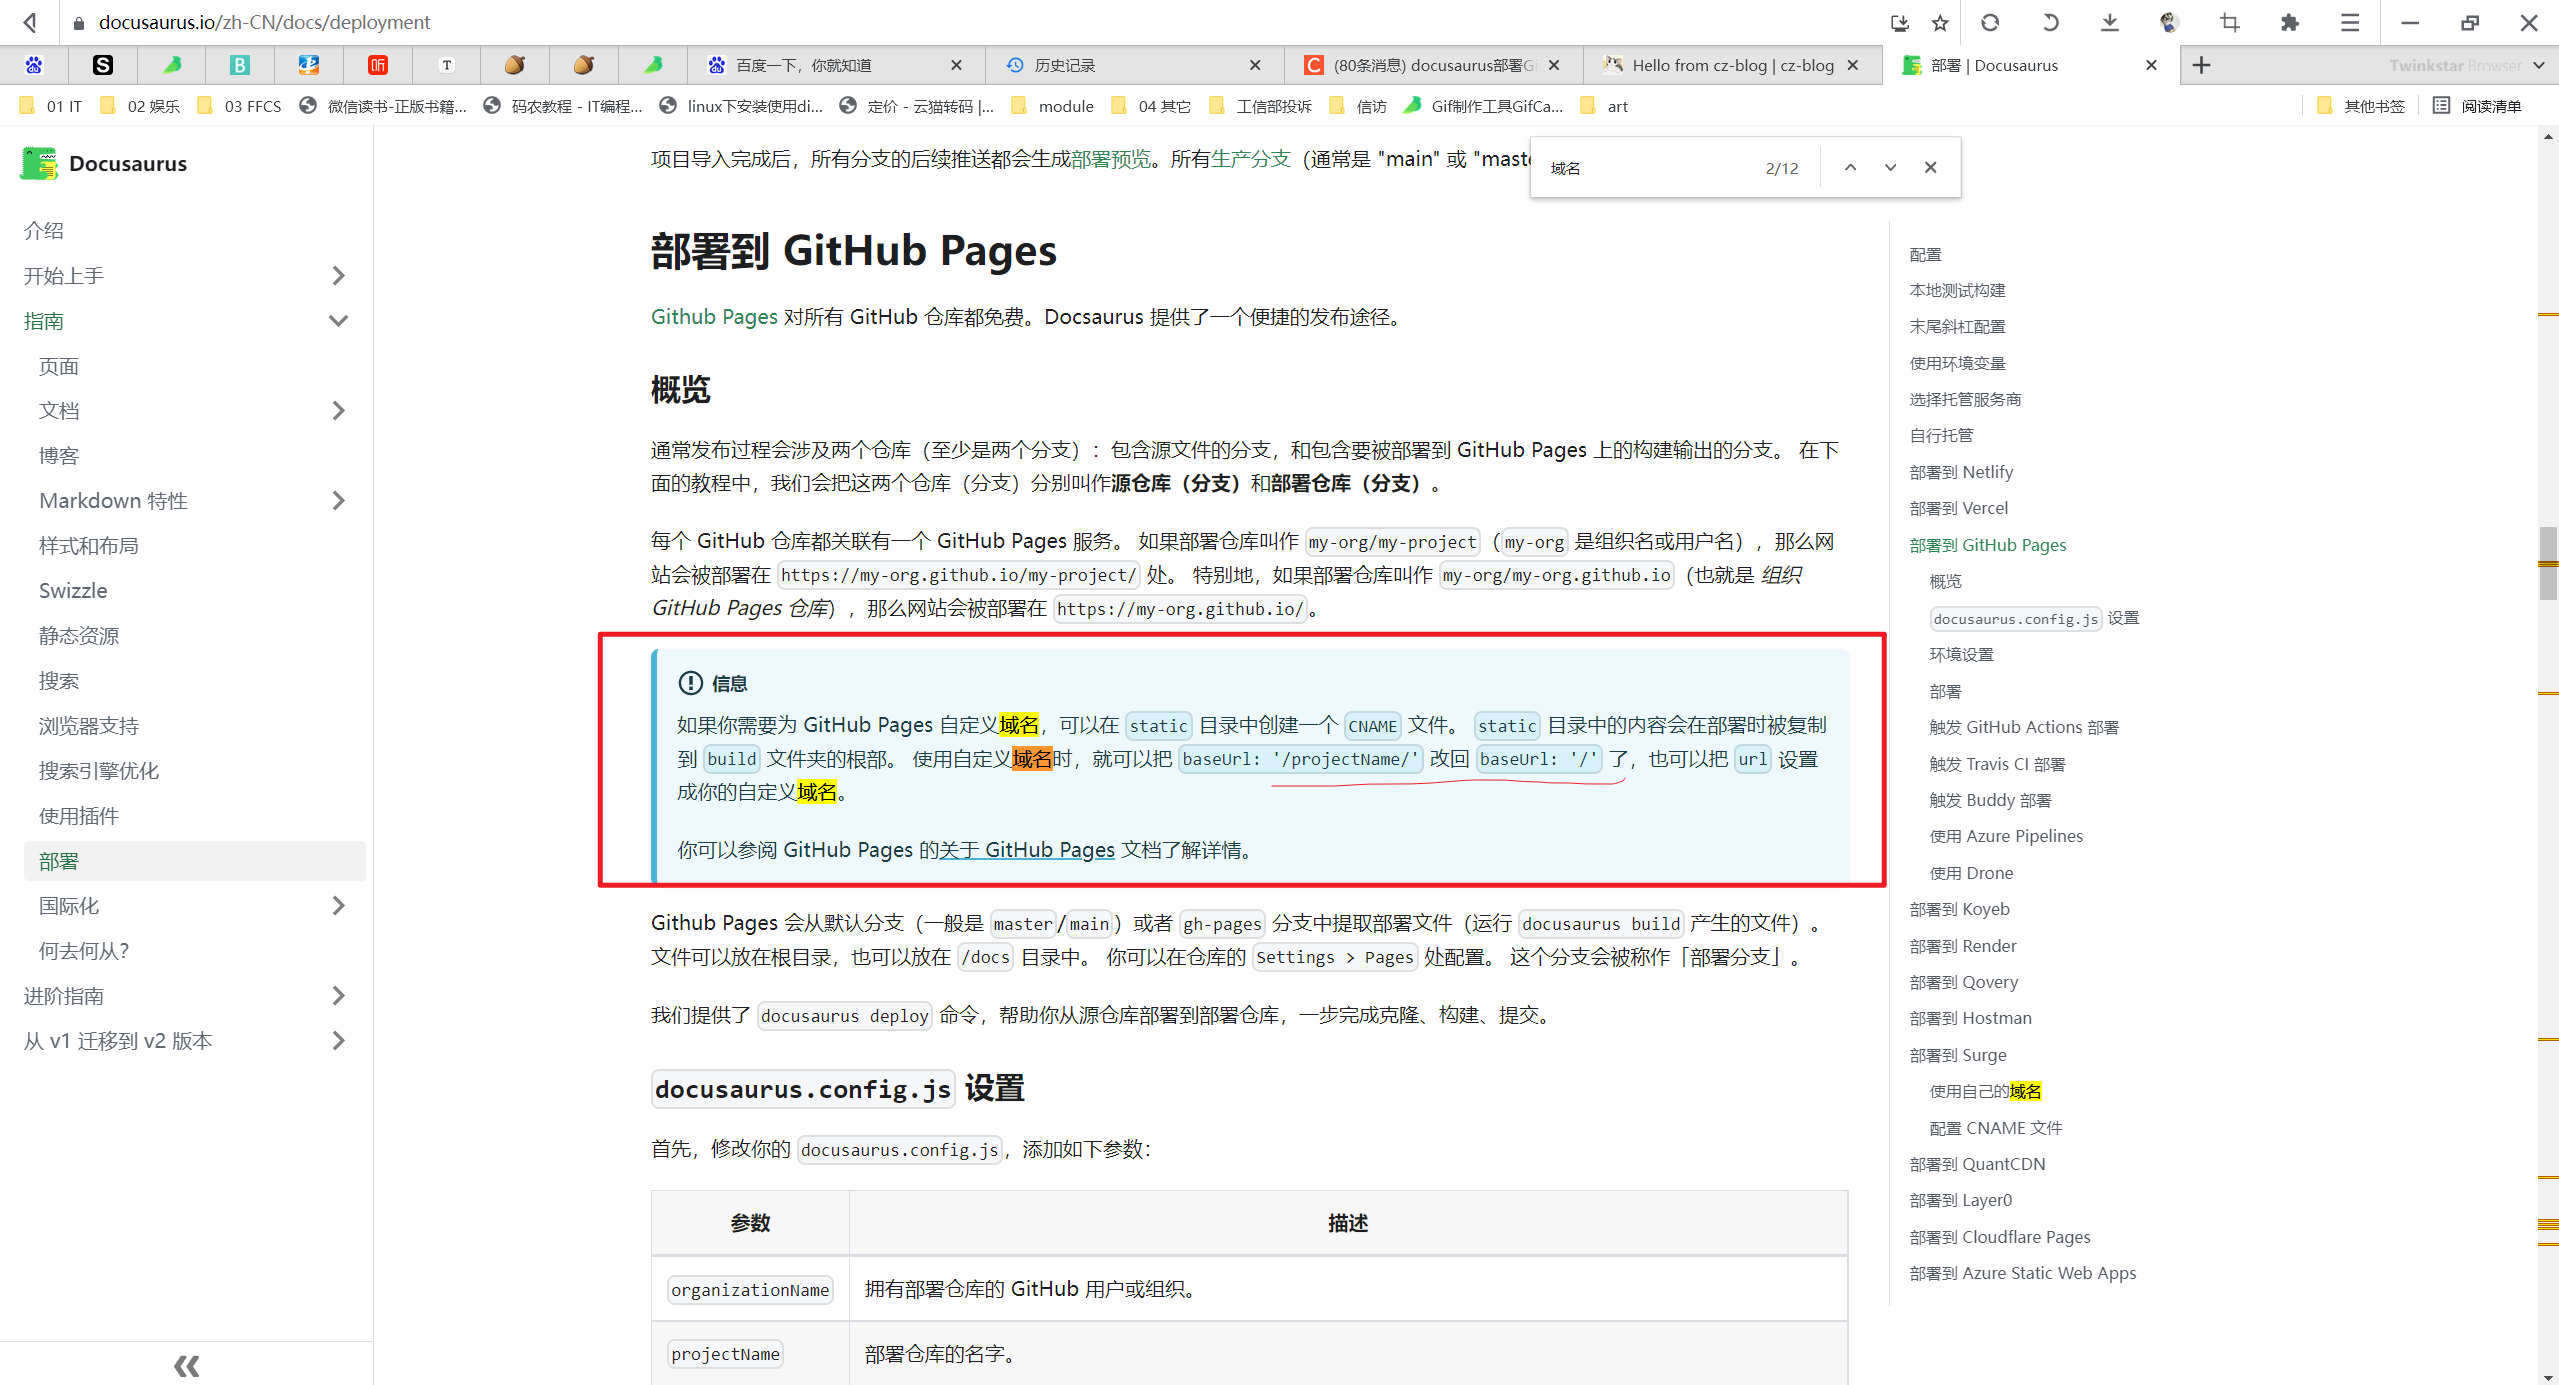 docusaurus.io/zh-CN/docs/deployment
百度一下，你就知道
历史记录
(80条消息) docusaurus部署Gi
Hello from cz-blog | cz-blog
部署 | Docusaurus
Twinkstar Browser
01 IT
02 娱乐
03 FFCS
微信读书-正版书籍...
码农教程 - IT编程...
linux下安装使用di...
定价 - 云猫转码 |...
module
04 其它
工信部投诉
信访
Gif制作工具GifCa...
art
其他书签
阅读清单
域名
2/12
Docusaurus
介绍
开始上手
指南
页面
文档
博客
Markdown 特性
样式和布局
Swizzle
静态资源
搜索
浏览器支持
搜索引擎优化
使用插件
部署
国际化
何去何从？
进阶指南
从 v1 迁移到 v2 版本
项目导入完成后，所有分支的后续推送都会生成部署预览。所有生产分支（通常是 "main" 或 "maste
部署到 GitHub Pages
Github Pages 对所有 GitHub 仓库都免费。Docsaurus 提供了一个便捷的发布途径。
概览
通常发布过程会涉及两个仓库（至少是两个分支）：包含源文件的分支，和包含要被部署到 GitHub Pages 上的构建输出的分支。 在下
面的教程中，我们会把这两个仓库（分支）分别叫作源仓库（分支）和部署仓库（分支）。
每个 GitHub 仓库都关联有一个 GitHub Pages 服务。 如果部署仓库叫作 my-org/my-project（my-org 是组织名或用户名），那么网
站会被部署在 https://my-org.github.io/my-project/ 处。 特别地，如果部署仓库叫作 my-org/my-org.github.io（也就是 组织
GitHub Pages 仓库），那么网站会被部署在 https://my-org.github.io/。
信息
如果你需要为 GitHub Pages 自定义域名，可以在 static 目录中创建一个 CNAME 文件。 static 目录中的内容会在部署时被复制
到 build 文件夹的根部。 使用自定义域名时，就可以把 baseUrl: '/projectName/' 改回 baseUrl: '/' 了，也可以把 url 设置
成你的自定义域名。
你可以参阅 GitHub Pages 的关于 GitHub Pages 文档了解详情。
Github Pages 会从默认分支（一般是 master/main）或者 gh-pages 分支中提取部署文件（运行 docusaurus build 产生的文件）。
文件可以放在根目录，也可以放在 /docs 目录中。 你可以在仓库的 Settings > Pages 处配置。 这个分支会被称作「部署分支」。
我们提供了 docusaurus deploy 命令，帮助你从源仓库部署到部署仓库，一步完成克隆、构建、提交。
docusaurus.config.js 设置
首先，修改你的 docusaurus.config.js，添加如下参数：
参数
描述
organizationName
拥有部署仓库的 GitHub 用户或组织。
projectName
部署仓库的名字。
配置
本地测试构建
末尾斜杠配置
使用环境变量
选择托管服务商
自行托管
部署到 Netlify
部署到 Vercel
部署到 GitHub Pages
概览
docusaurus.config.js 设置
环境设置
部署
触发 GitHub Actions 部署
触发 Travis CI 部署
触发 Buddy 部署
使用 Azure Pipelines
使用 Drone
部署到 Koyeb
部署到 Render
部署到 Qovery
部署到 Hostman
部署到 Surge
使用自己的域名
配置 CNAME 文件
部署到 QuantCDN
部署到 Layer0
部署到 Cloudflare Pages
部署到 Azure Static Web Apps